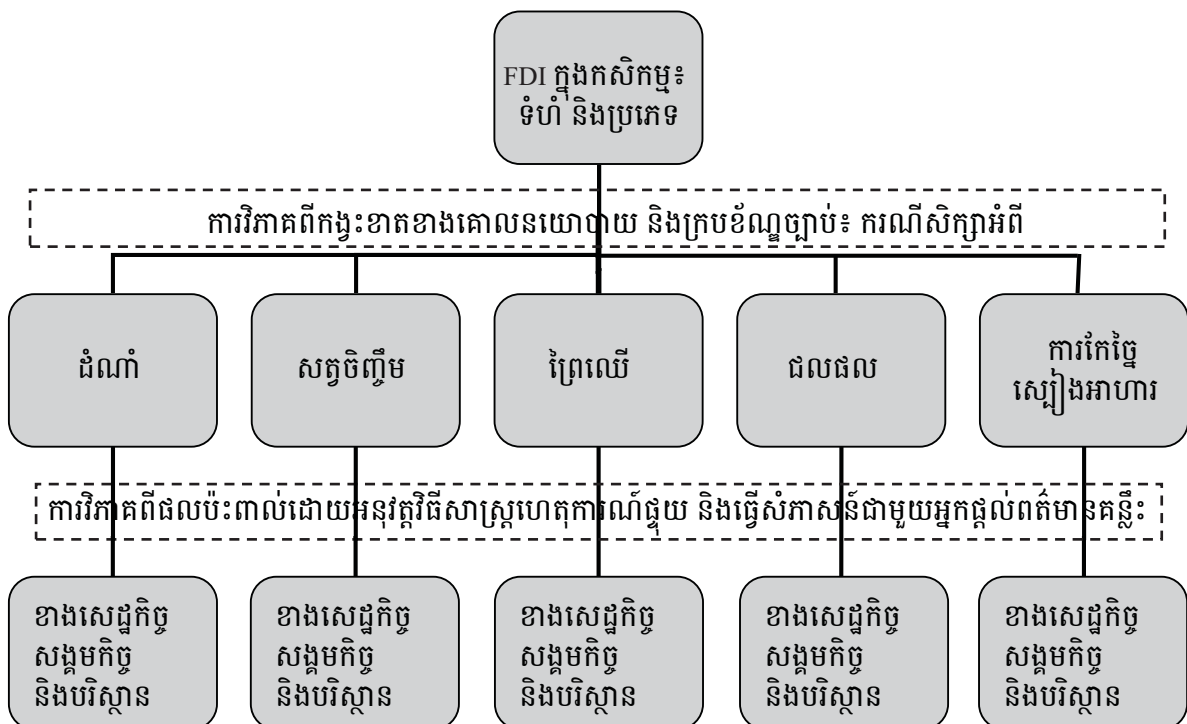 FDI ក្នុងកសិកម្ម៖
ទំហំ និងប្រភេទ
ការវិភាគពីកង្វះខាតខាងគោលនយោបាយ និងក្របខ័ណ្ឌច្បាប់៖ ករណីសិក្សាអំពី
ដំណាំ
សត្វចិញ្ចឹម
ព្រៃឈើ
ជលផល
ការកែច្នៃ
ស្បៀងអាហារ
ការវិភាគពីផលប៉ះពាល់ដោយអនុវត្តវិធីសាស្ត្រហេតុការណ៍ផ្ទុយ និងធ្វើសំភាសន៍ជាមួយអ្នកផ្តល់ព័ត៌មានគន្លឹះ
ខាងសេដ្ឋកិច្ច
សង្គមកិច្ច
និងបរិស្ថាន
ខាងសេដ្ឋកិច្ច
សង្គមកិច្ច
និងបរិស្ថាន
ខាងសេដ្ឋកិច្ច
សង្គមកិច្ច
និងបរិស្ថាន
ខាងសេដ្ឋកិច្ច
សង្គមកិច្ច
និងបរិស្ថាន
ខាងសេដ្ឋកិច្ច
សង្គមកិច្ច
និងបរិស្ថាន